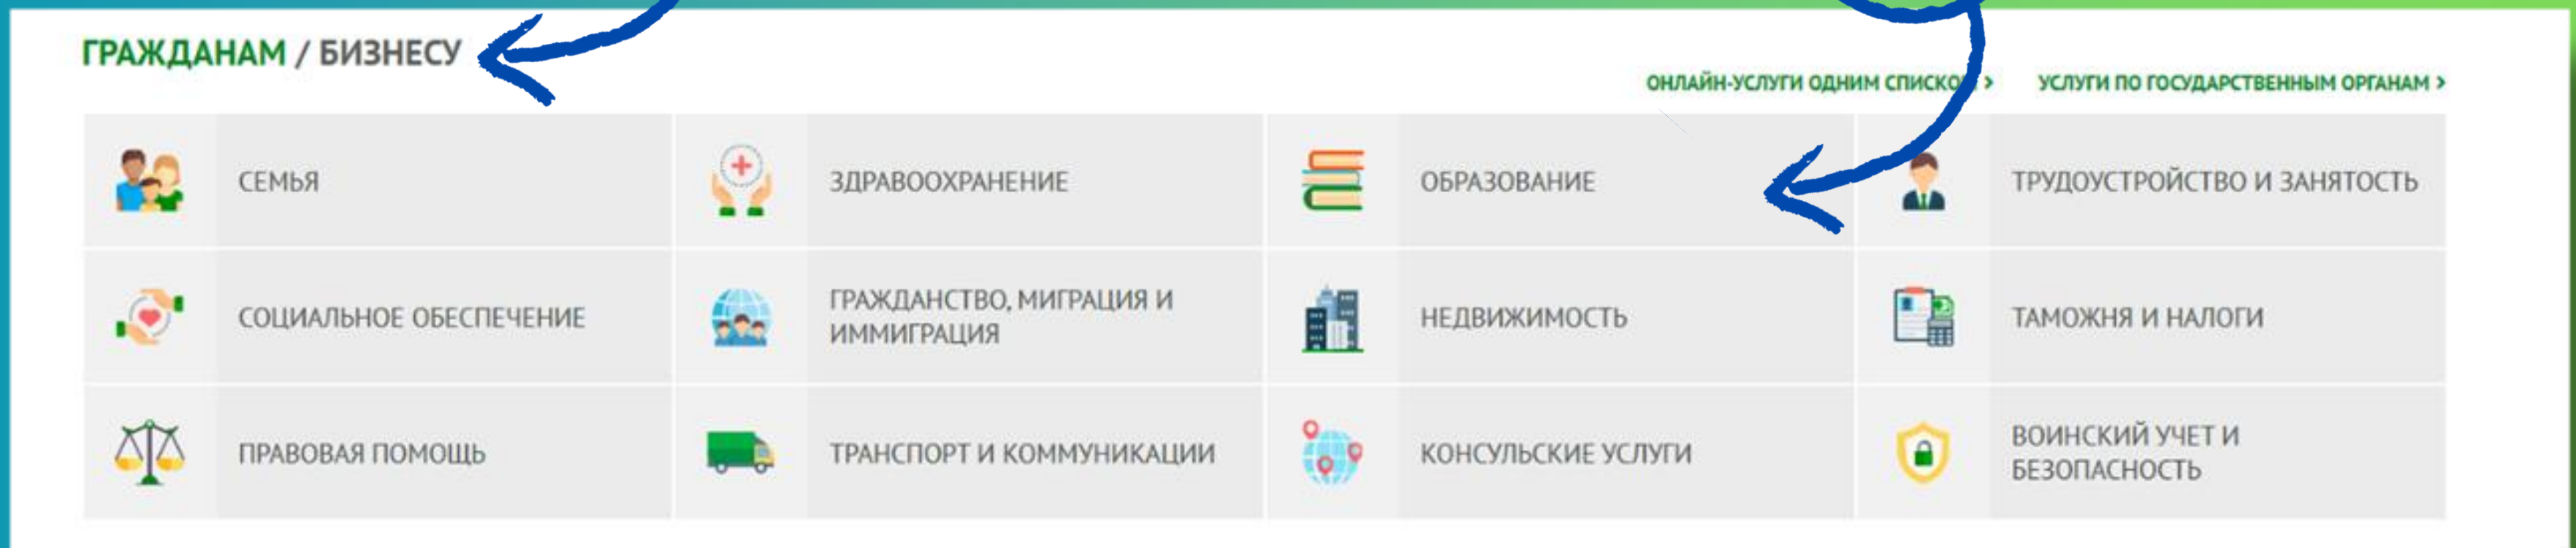 ГРАЖДАНАМ / БИЗНЕСУ
ОНЛАЙН-УСЛУГИ ОДНИМ УСЛУГИ ПО ГОСУДАРСТВЕННЫМ ОРГАНАМ >
СЕМЬЯ
ЗДРАВООХРАНЕНИЕ
ОБРАЗОВАНИЕ
ТРУДОУСТРОЙСТВО И ЗАНЯТОСТЬ
СОЦИАЛЬНОЕ ОБЕСПЕЧЕНИЕ
ГРАЖДАНСТВО, МИГРАЦИЯ И
ИММИГРАЦИЯ
НЕДВИЖИМОСТЬ
ТАМОЖНЯ И НАЛОГИ
ПРАВОВАЯ ПОМОЩЬ
ТРАНСПОРТ И КОММУНИКАЦИИ
КОНСУЛЬСКИЕ УСЛУГИ
ВОИНСКИЙ УЧЕТ И
БЕЗОПАСНОСТЬ